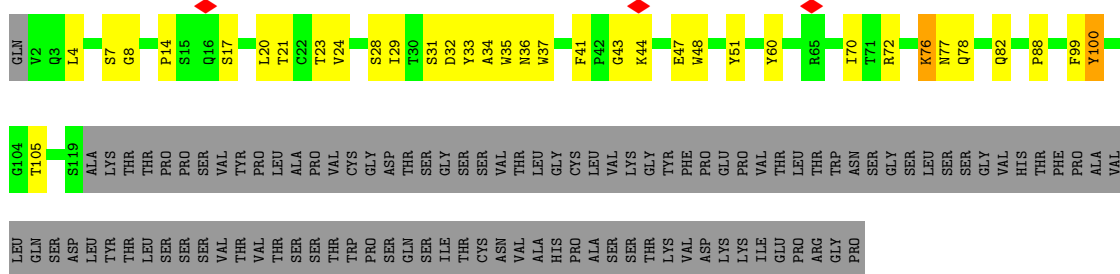 GLN V2 Q3 L4 S7 G8 P14 S15 Q16 S17 L20 T21 C22 T23 V24 S28 I29 T30 S31 D32 Y33 A34 W35 N36 W37 F41 P42 G43 K44 E47 W48 Y51 Y60 R65 I70 T71 R72 K76 N77 Q78 Q82 P88 F99 Y100
G104 T105 S119 ALA LYS THR THR PRO PRO SER VAL TYR PRO LEU ALA PRO VAL CYS GLY ASP THR SER GLY SER SER VAL THR LEU GLY CYS LEU VAL LYS GLY TYR PHE PRO GLU PRO VAL THR LEU THR TRP ASN SER GLY SER LEU SER SER GLY VAL HIS THR PHE PRO ALA VAL
LEU GLN SER ASP LEU TYR THR LEU SER SER SER VAL THR VAL THR SER SER THR TRP PRO SER GLN SER ILE THR CYS ASN VAL ALA HIS PRO ALA SER SER THR LYS VAL ASP LYS LYS ILE GLU PRO ARG GLY PRO